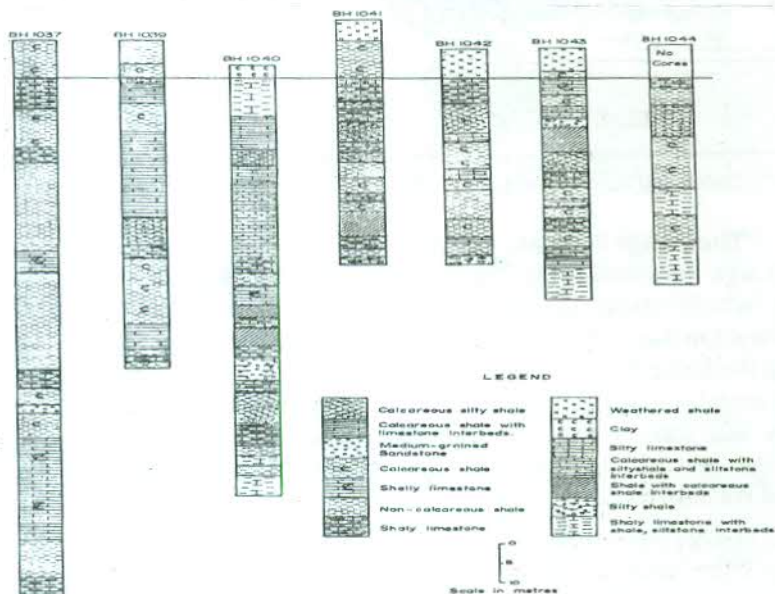 BH 1037
BH 1039
BH 1040
BH 1041
BH 1042
BH 1043
BH 1044
No
Cores
LEGEND
Calcareous silty shale
Calcareous shale with
limestone interbeds.
Medium-grained
Sandstone
Calcareous shale
Shelly limestone
Non-calcareous shale
Shaly limestone
Weathered shale
Clay
Silty limestone
Calcareous shale with
siltyshale and siltstone
interbeds
Shale with calcareous
shale interbeds
Silty shale
Shaly limestone with
shale, siltstone interbeds
0
5
10
Scale in metres